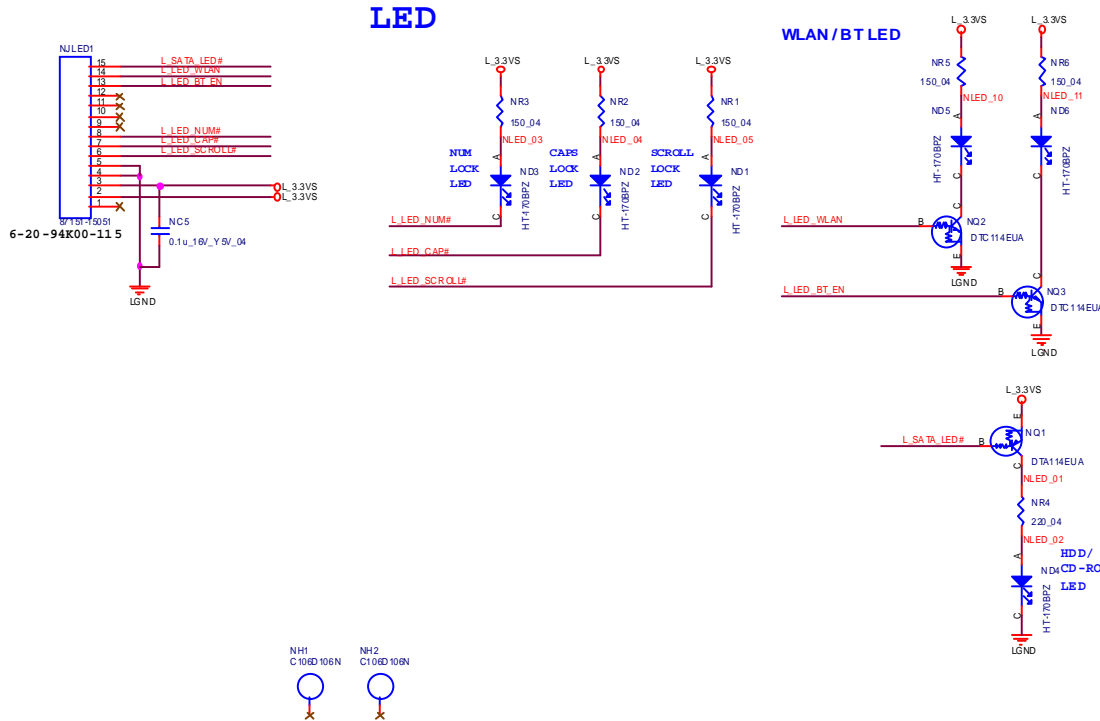 LED
NJLED1
15 L_SATA_LED#
14 L_LED_WLAN
13 L_LED_BT_EN
12
11
10
9
8 L_LED_NUM#
7 L_LED_CAP#
6 L_LED_SCROLL#
5
4
3 L_3.3VS
2 L_3.3VS
1
87151-15051
6-20-94K00-115
NC5
0.1u_16V_Y5V_04
LGND
L_3.3VS
NR3
150_04
NLED_03
NUM
LOCK
LED
A
ND3
HT-170BPZ
C
L_LED_NUM#
L_3.3VS
NR2
150_04
NLED_04
CAPS
LOCK
LED
A
ND2
HT-170BPZ
C
L_LED_CAP#
L_3.3VS
NR1
150_04
NLED_05
SCROLL
LOCK
LED
A
ND1
HT-170BPZ
C
L_LED_SCROLL#
WLAN / BT LED
L_3.3VS
NR5
150_04
NLED_10
ND5
A
HT-170BPZ
C
C
L_LED_WLAN
B
NQ2
DTC114EUA
E
LGND
L_3.3VS
NR6
150_04
NLED_11
ND6
A
HT-170BPZ
C
C
L_LED_BT_EN
B
NQ3
DTC114EUA
E
LGND
L_3.3VS
E
L_SATA_LED#
B
NQ1
DTA114EUA
C
NLED_01
NR4
220_04
NLED_02
A
ND4
HT-170BPZ
C
HDD/
CD-RO
LED
LGND
NH1
C106D106N
NH2
C106D106N